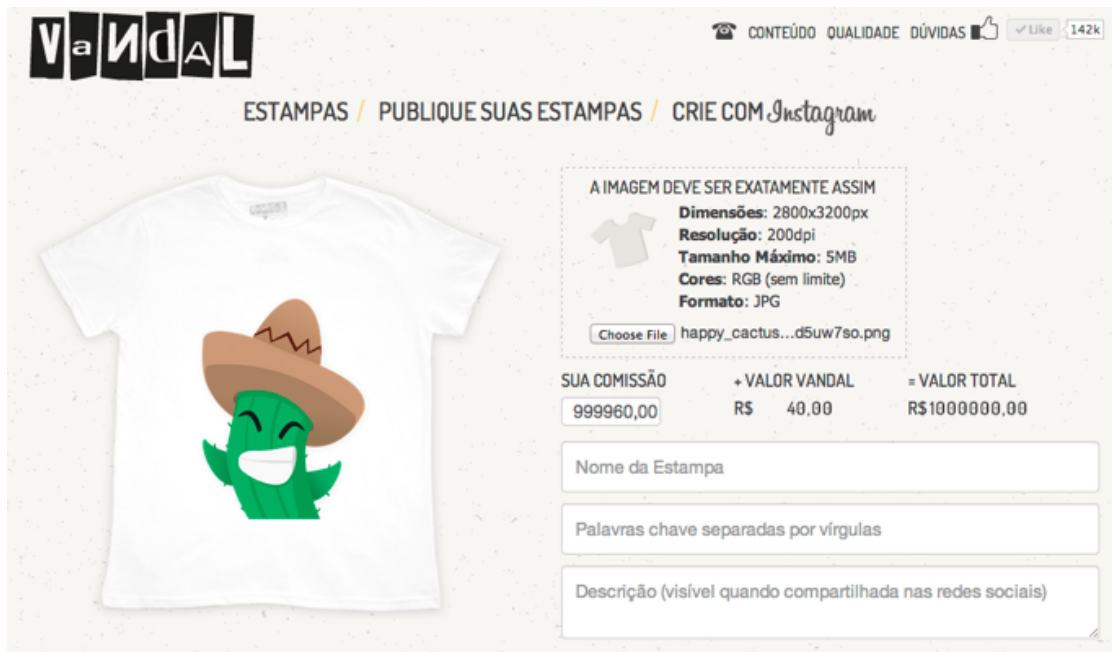 VaNdAL
CONTEÚDO QUALIDADE DÚVIDAS Like 142k
ESTAMPAS / PUBLIQUE SUAS ESTAMPAS / CRIE COM Instagram
A IMAGEM DEVE SER EXATAMENTE ASSIM
Dimensões: 2800x3200px
Resolução: 200dpi
Tamanho Máximo: 5MB
Cores: RGB (sem limite)
Formato: JPG
Choose File happy_cactus...d5uw7so.png
SUA COMISSÃO + VALOR VANDAL = VALOR TOTAL
999960,00 R$ 40,00 R$1000000,00
Nome da Estampa
Palavras chave separadas por vírgulas
Descrição (visível quando compartilhada nas redes sociais)